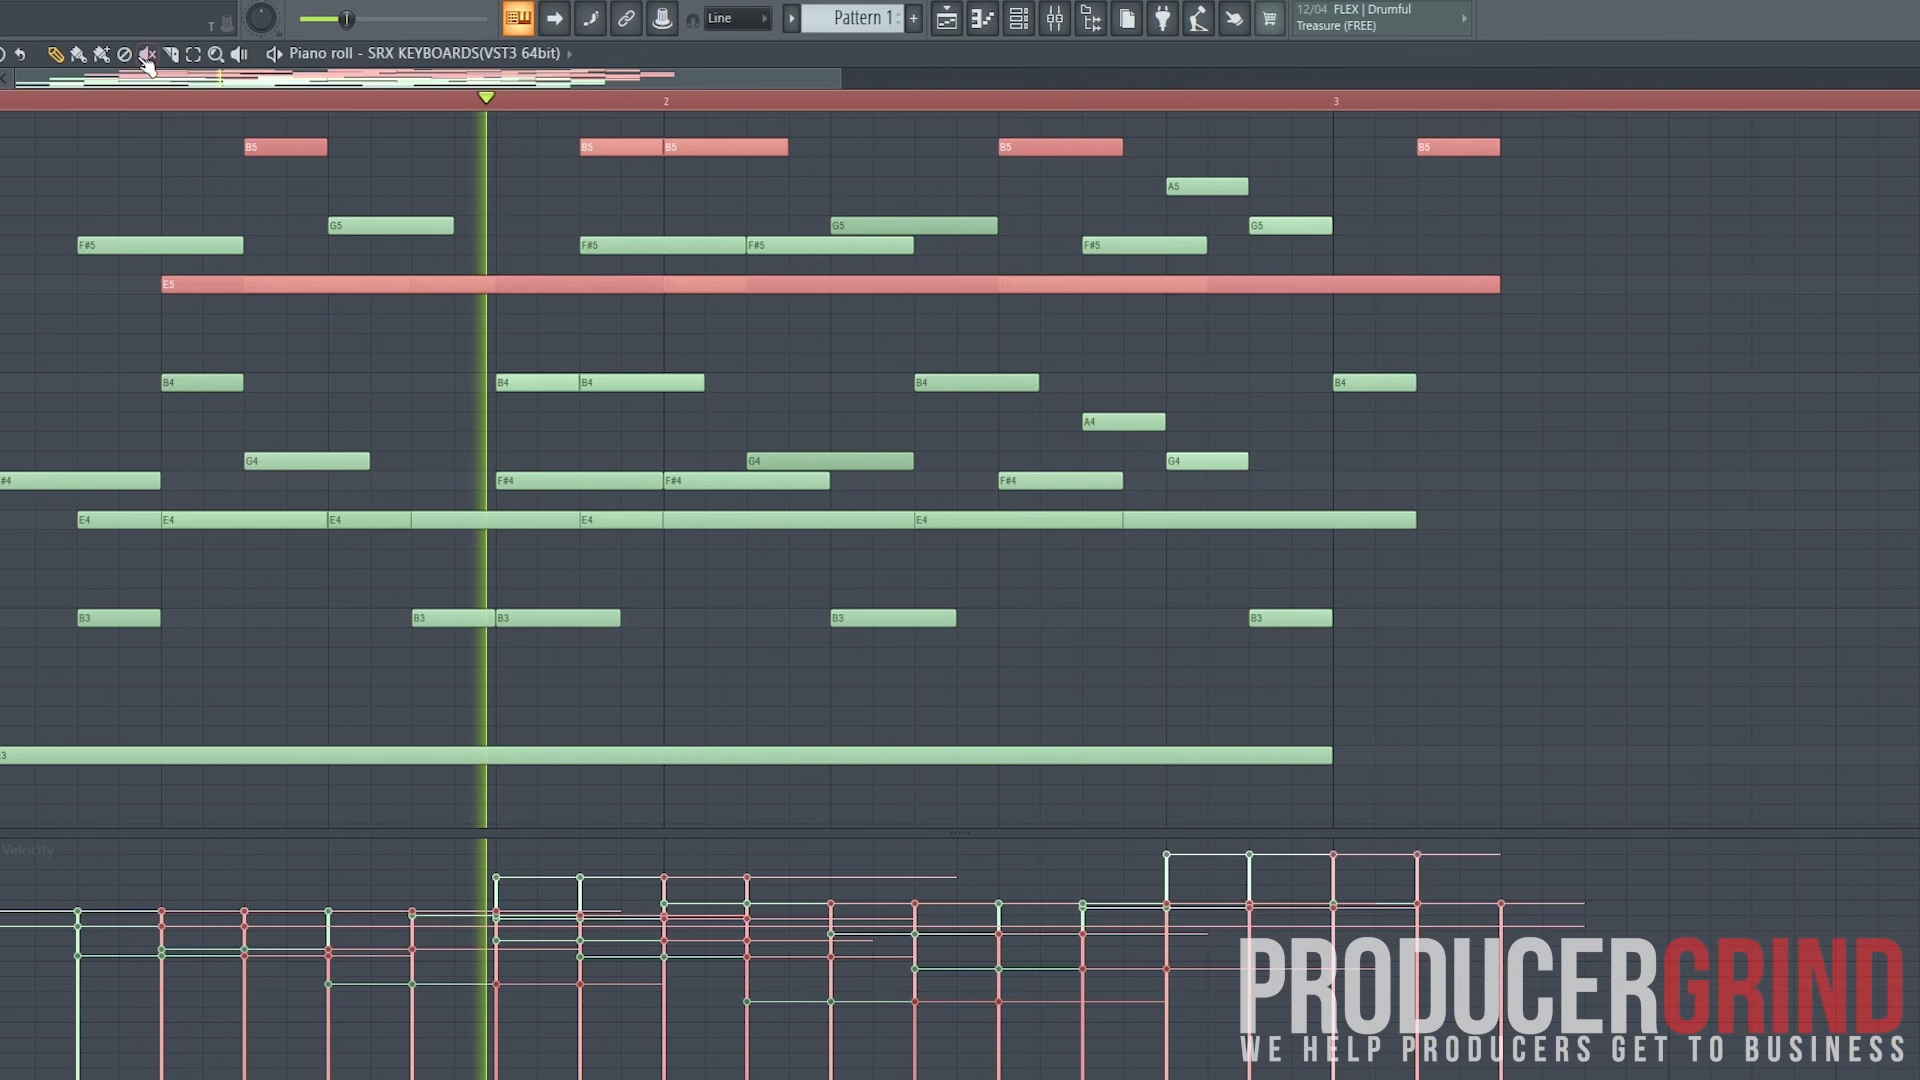 Line
Pattern 1
12/04 FLEX | Drumful
Treasure (FREE)
Piano roll - SRX KEYBOARDS(VST3 64bit)
2
3
B5
B5
B5
B5
B5
A5
G5
G5
G5
F#5
F#5
F#5
F#5
E5
B4
B4
B4
B4
B4
A4
G4
G4
G4
#4
F#4
F#4
F#4
E4
E4
E4
E4
E4
B3
B3
B3
B3
B3
Velocity
PRODUCERGRIND
WE HELP PRODUCERS GET TO BUSINESS